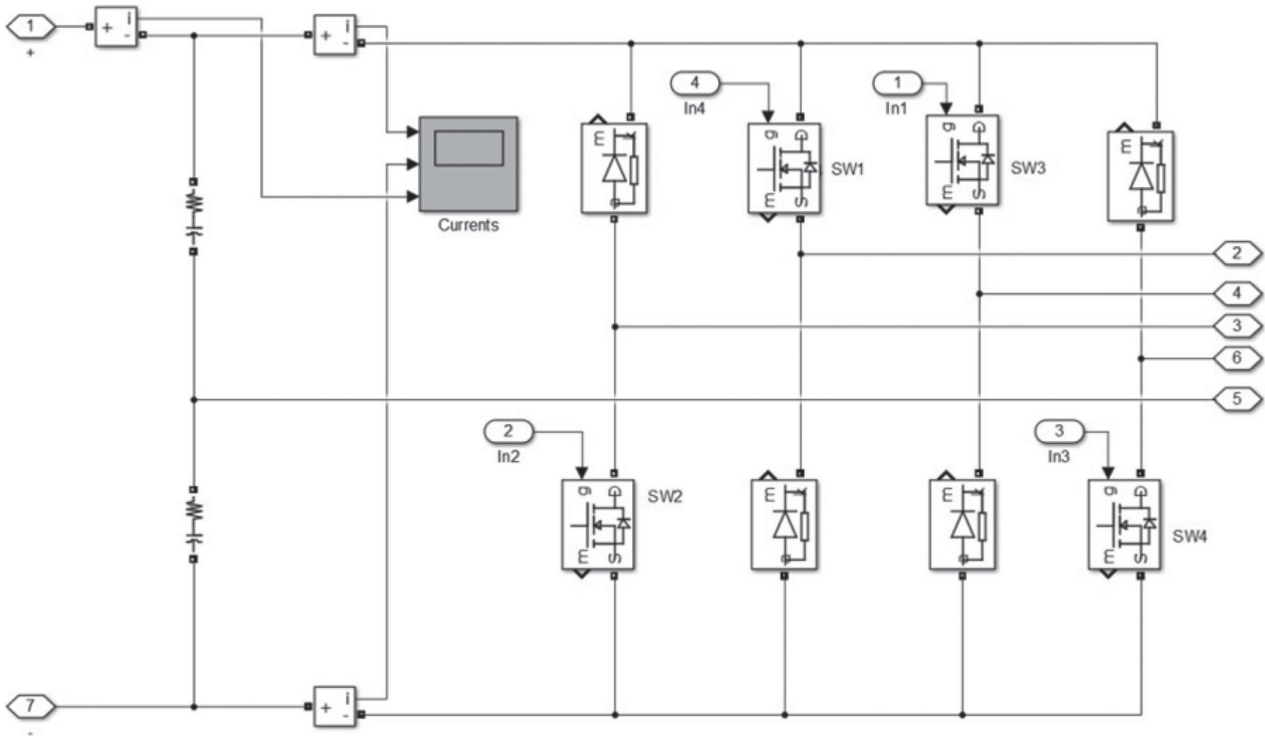 1
+
+ i -
+ i -
4
In4
1
In1
m k a
g D m S
SW1
g D m S
SW3
m k a
Currents
2
4
3
6
5
2
In2
3
In3
g D m S
SW2
m k a
m k a
g D m S
SW4
7
-
+ i -